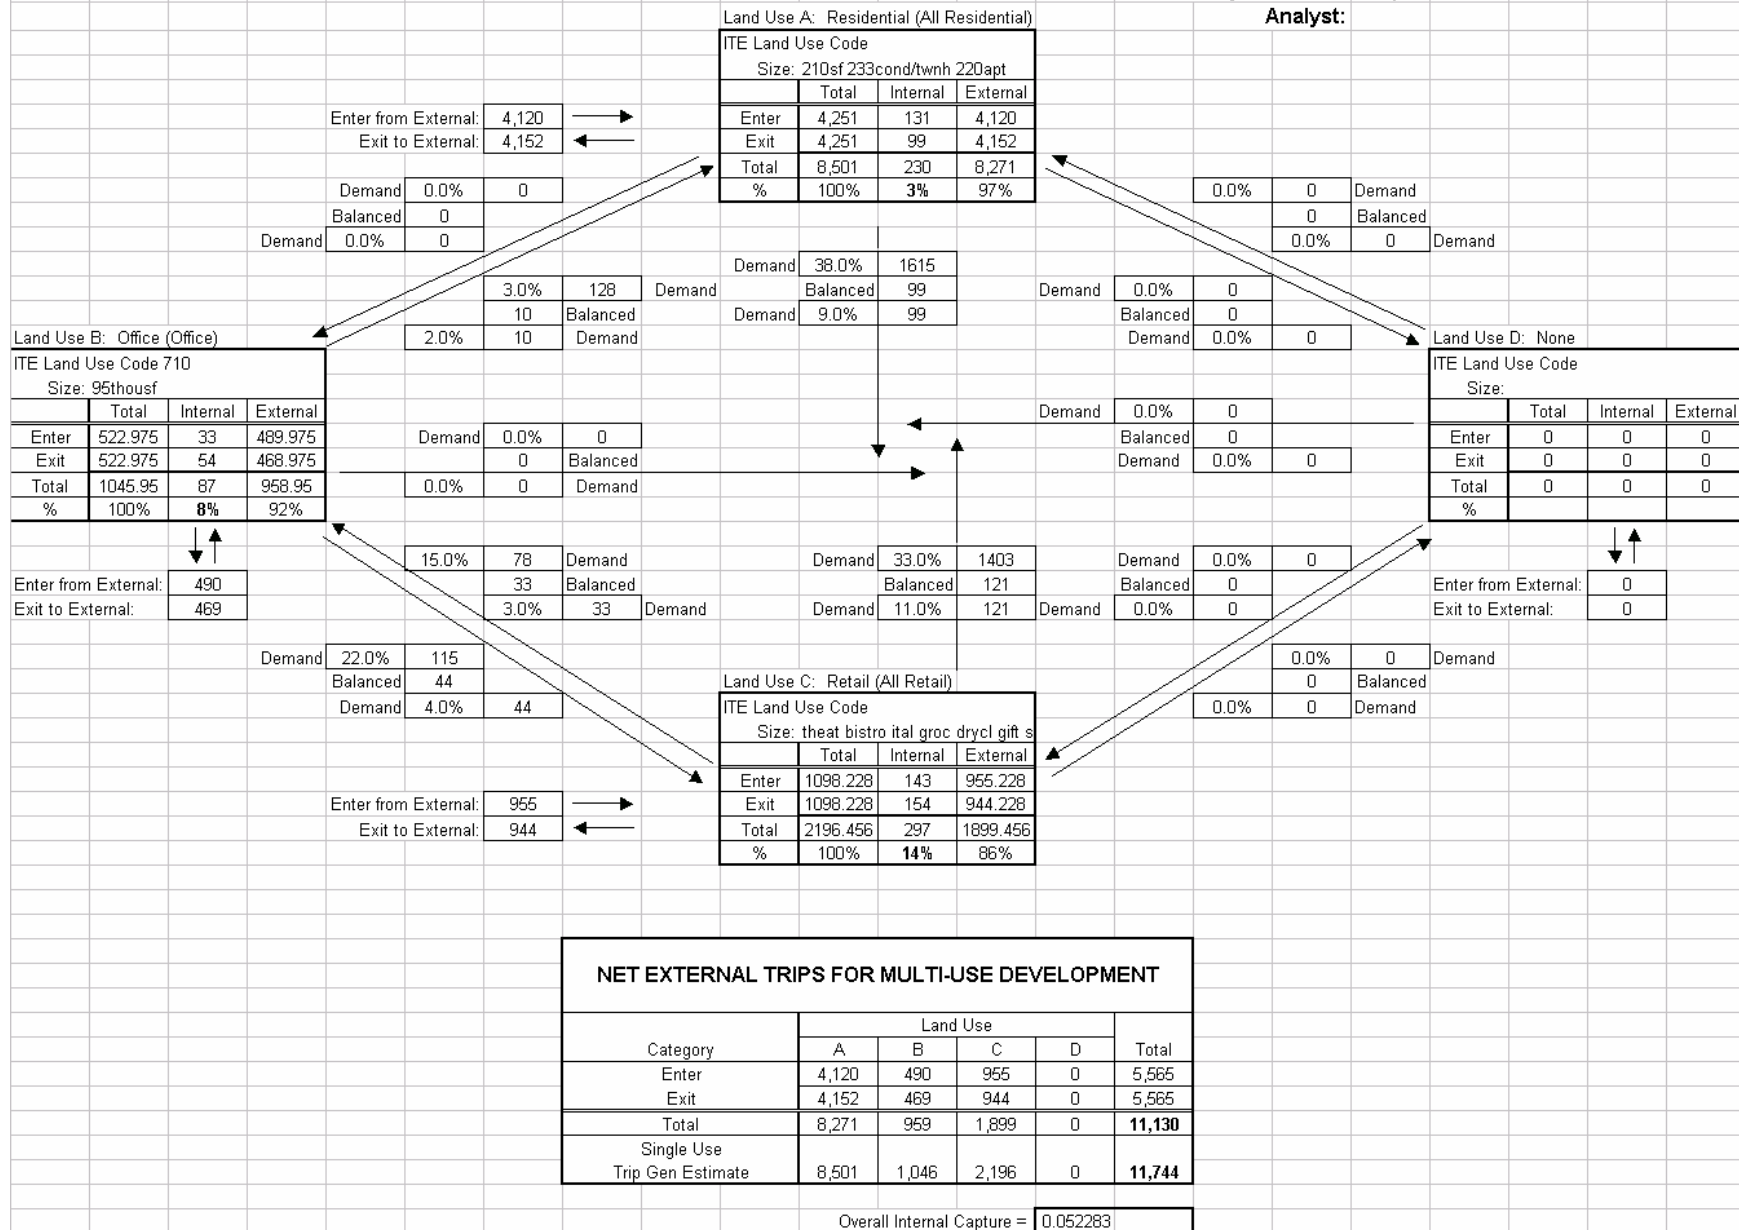 Land Use A: Residential (All Residential)
Analyst:
ITE Land Use Code
Size: 210sf 233cond/twnh 220apt
Total Internal External
Enter from External: 4,120 Enter 4,251 131 4,120
Exit to External: 4,152 Exit 4,251 99 4,152
Total 8,501 230 8,271
Demand 0.0% 0 % 100% 3% 97% 0.0% 0 Demand
Balanced 0 0 Balanced
Demand 0.0% 0 0.0% 0 Demand
Demand 38.0% 1615
3.0% 128 Demand Balanced 99 Demand 0.0% 0
10 Balanced Demand 9.0% 99 Balanced 0
Land Use B: Office (Office) 2.0% 10 Demand Demand 0.0% 0 Land Use D: None
ITE Land Use Code 710 ITE Land Use Code
Size: 95thousf Size:
Total Internal External Demand 0.0% 0 Total Internal External
Enter 522.975 33 489.975 Demand 0.0% 0 Balanced 0 Enter 0 0 0
Exit 522.975 54 468.975 0 Balanced Demand 0.0% 0 Exit 0 0 0
Total 1045.95 87 958.95 0.0% 0 Demand Total 0 0 0
% 100% 8% 92% %
15.0% 78 Demand Demand 33.0% 1403 Demand 0.0% 0
Enter from External: 490 33 Balanced Balanced 121 Balanced 0 Enter from External: 0
Exit to External: 469 3.0% 33 Demand Demand 11.0% 121 Demand 0.0% 0 Exit to External: 0
Demand 22.0% 115 0.0% 0 Demand
Balanced 44 Land Use C: Retail (All Retail) 0 Balanced
Demand 4.0% 44 ITE Land Use Code 0.0% 0 Demand
Size: theat bistro ital groc drycl gift s
Total Internal External
Enter 1098.228 143 955.228
Enter from External: 955 Exit 1098.228 154 944.228
Exit to External: 944 Total 2196.456 297 1899.456
% 100% 14% 86%
NET EXTERNAL TRIPS FOR MULTI-USE DEVELOPMENT
Land Use
Category A B C D Total
Enter 4,120 490 955 0 5,565
Exit 4,152 469 944 0 5,565
Total 8,271 959 1,899 0 11,130
Single Use
Trip Gen Estimate 8,501 1,046 2,196 0 11,744
Overall Internal Capture = 0.052283